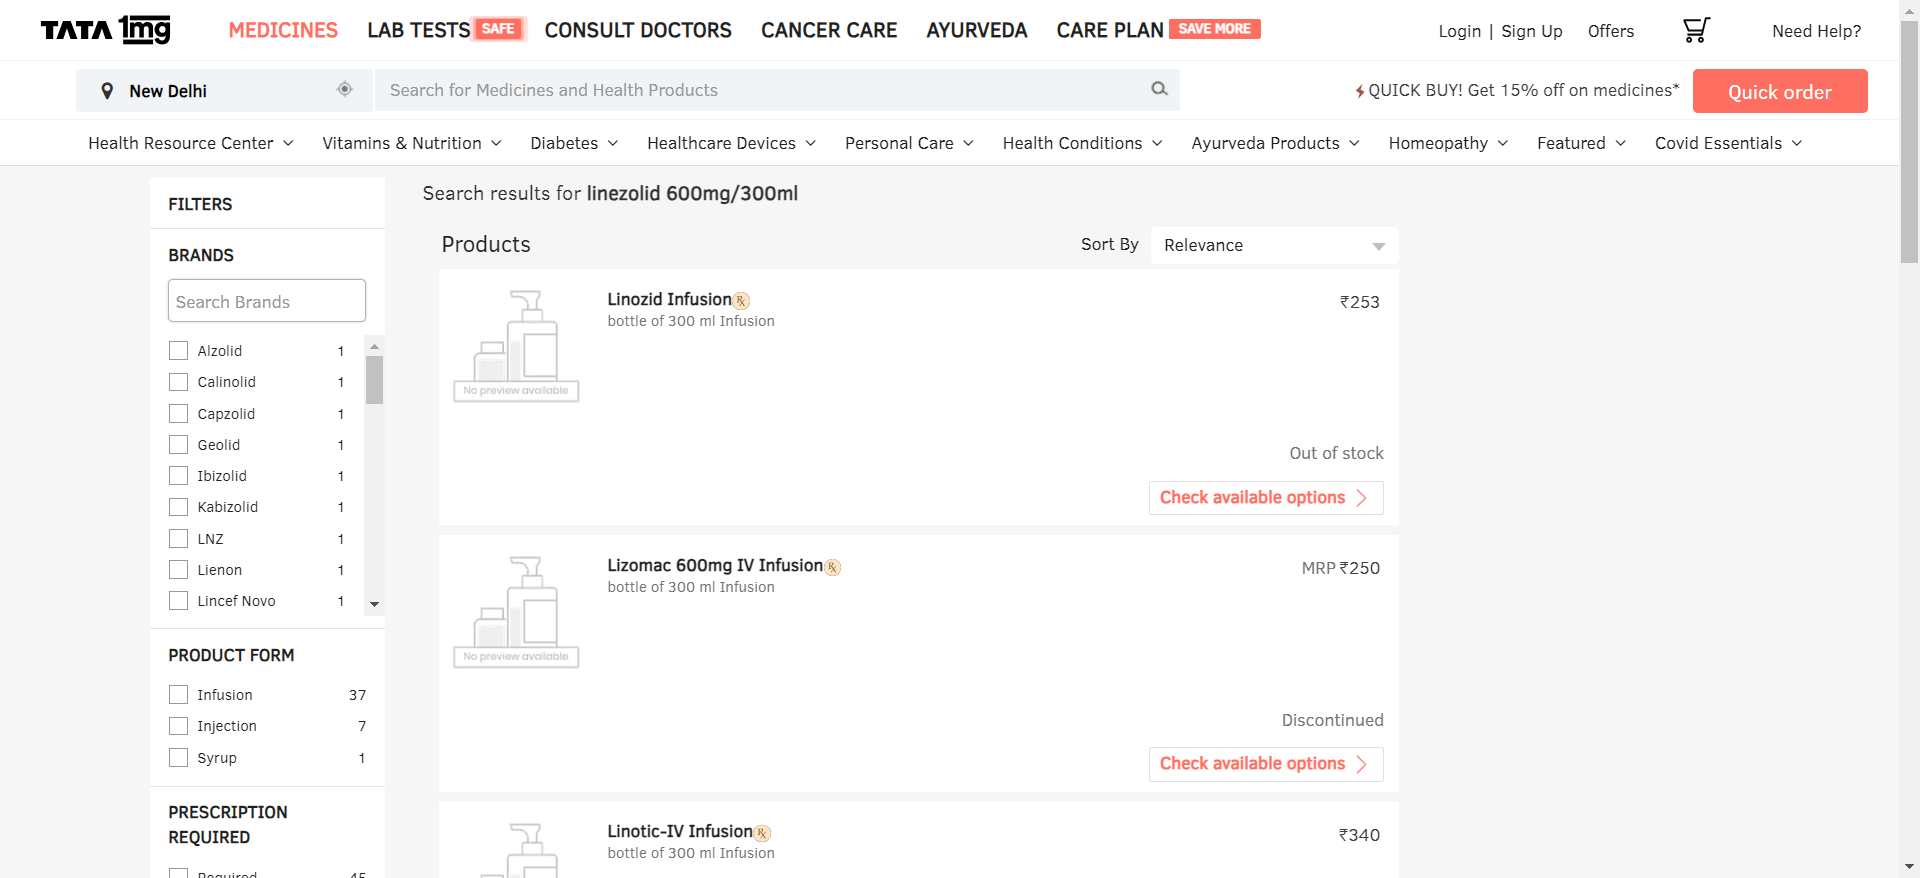 TATA 1mg MEDICINES LAB TESTS SAFE CONSULT DOCTORS CANCER CARE AYURVEDA CARE PLAN SAVE MORE Login | Sign Up Offers Need Help?
New Delhi Search for Medicines and Health Products QUICK BUY! Get 15% off on medicines* Quick order
Health Resource Center Vitamins & Nutrition Diabetes Healthcare Devices Personal Care Health Conditions Ayurveda Products Homeopathy Featured Covid Essentials
FILTERS
BRANDS
Search Brands
Alzolid 1
Calinolid 1
Capzolid 1
Geolid 1
Ibizolid 1
Kabizolid 1
LNZ 1
Lienon 1
Lincef Novo 1
PRODUCT FORM
Infusion 37
Injection 7
Syrup 1
PRESCRIPTION
REQUIRED
Required 45
Search results for linezolid 600mg/300ml
Products Sort By Relevance
Linozid Infusion Rx ₹253
bottle of 300 ml Infusion
No preview available
Out of stock
Check available options
Lizomac 600mg IV Infusion Rx MRP ₹250
bottle of 300 ml Infusion
No preview available
Discontinued
Check available options
Linotic-IV Infusion Rx ₹340
bottle of 300 ml Infusion